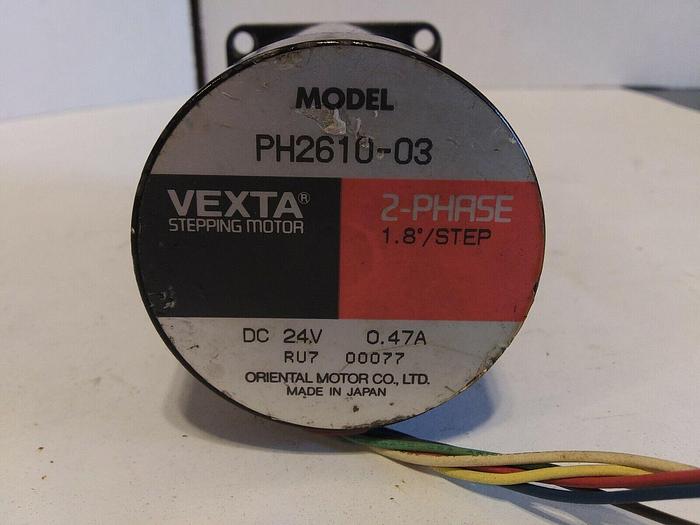 MODEL
PH2610-03
VEXTA®
STEPPING MOTOR
2-PHASE
1.8°/STEP
DC 24V 0.47A
RU7 00077
ORIENTAL MOTOR CO., LTD.
MADE IN JAPAN